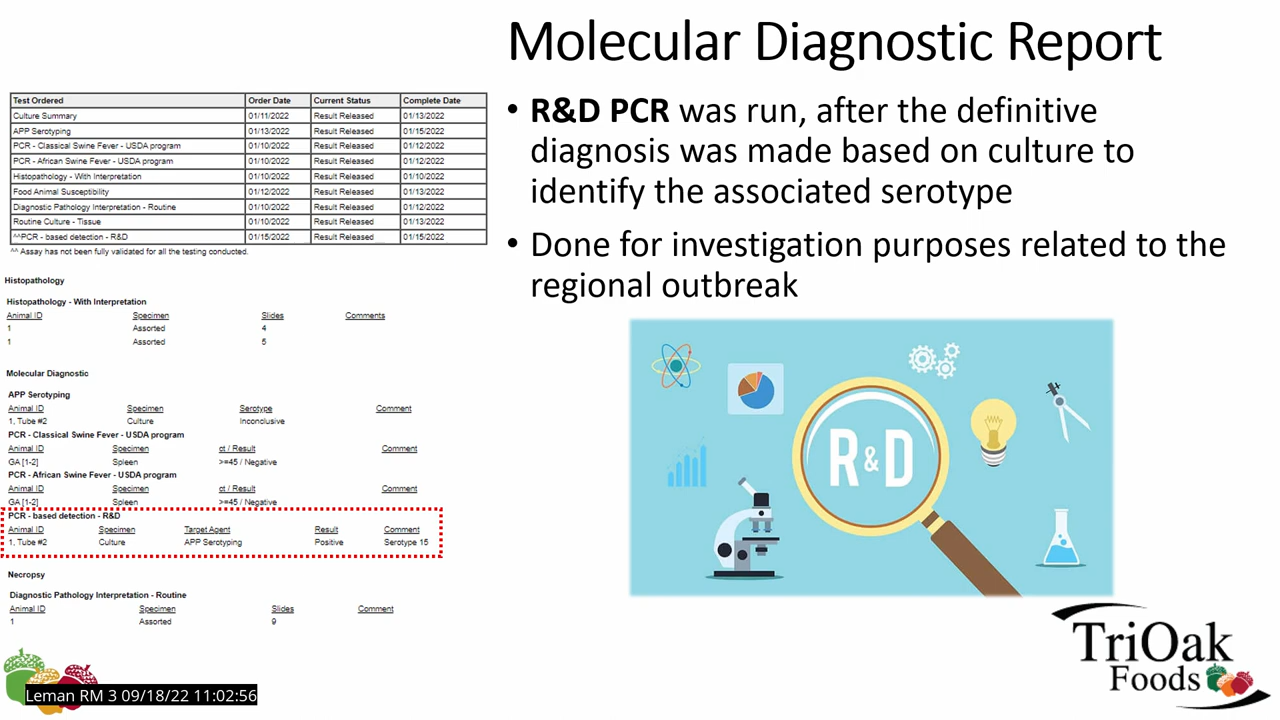 Molecular Diagnostic Report
Test Ordered Order Date Current Status Complete Date
Culture Summary 01/11/2022 Result Released 01/13/2022
APP Serotyping 01/13/2022 Result Released 01/15/2022
PCR - Classical Swine Fever - USDA program 01/10/2022 Result Released 01/12/2022
PCR - African Swine Fever - USDA program 01/10/2022 Result Released 01/12/2022
Histopathology - With Interpretation 01/10/2022 Result Released 01/10/2022
Food Animal Susceptibility 01/12/2022 Result Released 01/13/2022
Diagnostic Pathology Interpretation - Routine 01/10/2022 Result Released 01/12/2022
Routine Culture - Tissue 01/10/2022 Result Released 01/13/2022
^^PCR - based detection - R&D 01/15/2022 Result Released 01/15/2022
^^ Assay has not been fully validated for all the testing conducted.
Histopathology
Histopathology - With Interpretation
Animal ID Specimen Slides Comments
1 Assorted 4
1 Assorted 5
Molecular Diagnostic
APP Serotyping
Animal ID Specimen Serotype Comment
1, Tube #2 Culture Inconclusive
PCR - Classical Swine Fever - USDA program
Animal ID Specimen ct / Result Comment
GA [1-2] Spleen >=45 / Negative
PCR - African Swine Fever - USDA program
Animal ID Specimen ct / Result Comment
GA [1-2] Spleen >=45 / Negative
PCR - based detection - R&D
Animal ID Specimen Target Agent Result Comment
1, Tube #2 Culture APP Serotyping Positive Serotype 15
Necropsy
Diagnostic Pathology Interpretation - Routine
Animal ID Specimen Slides Comment
1 Assorted 9
• R&D PCR was run, after the definitive
diagnosis was made based on culture to
identify the associated serotype
• Done for investigation purposes related to the
regional outbreak
R&D
TriOak
Foods
Leman RM 3 09/18/22 11:02:56